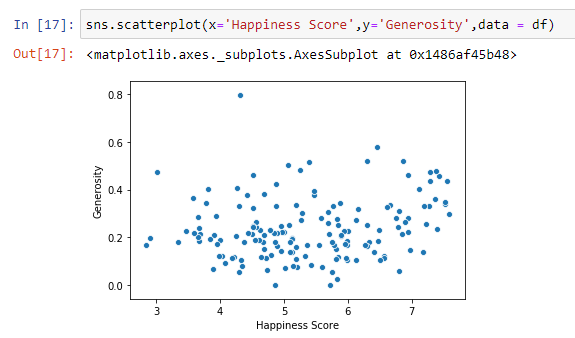 In [17]: sns.scatterplot(x='Happiness Score',y='Generosity',data = df)
Out[17]: <matplotlib.axes._subplots.AxesSubplot at 0x1486af45b48>
0.8
0.6
0.4
0.2
0.0
Generosity
3 4 5 6 7
Happiness Score